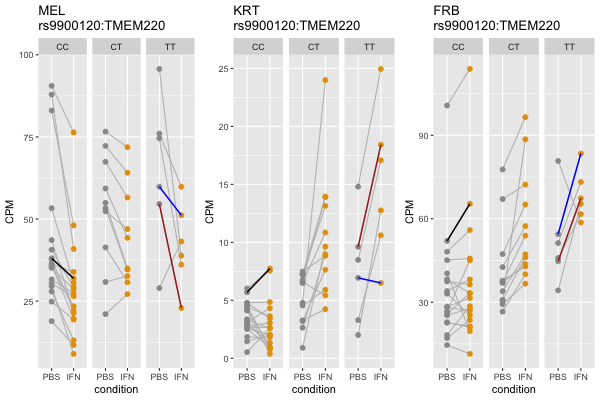 MEL
rs9900120:TMEM220
CC CT TT
100
75
50
25
CPM
PBS IFN PBS IFN PBS IFN
condition
KRT
rs9900120:TMEM220
CC CT TT
25
20
15
10
5
0
CPM
PBS IFN PBS IFN PBS IFN
condition
FRB
rs9900120:TMEM220
CC CT TT
90
60
30
CPM
PBS IFN PBS IFN PBS IFN
condition